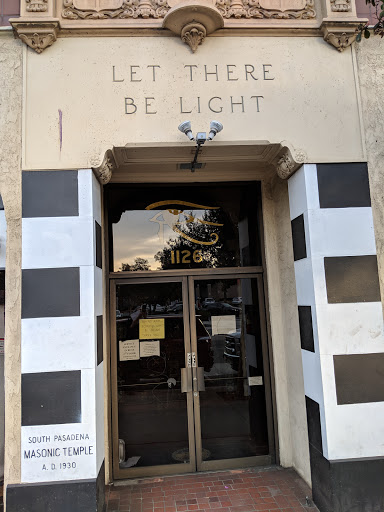 LET THERE
BE LIGHT
1126
SOUTH PASADENA
MASONIC TEMPLE
A. D. 1930